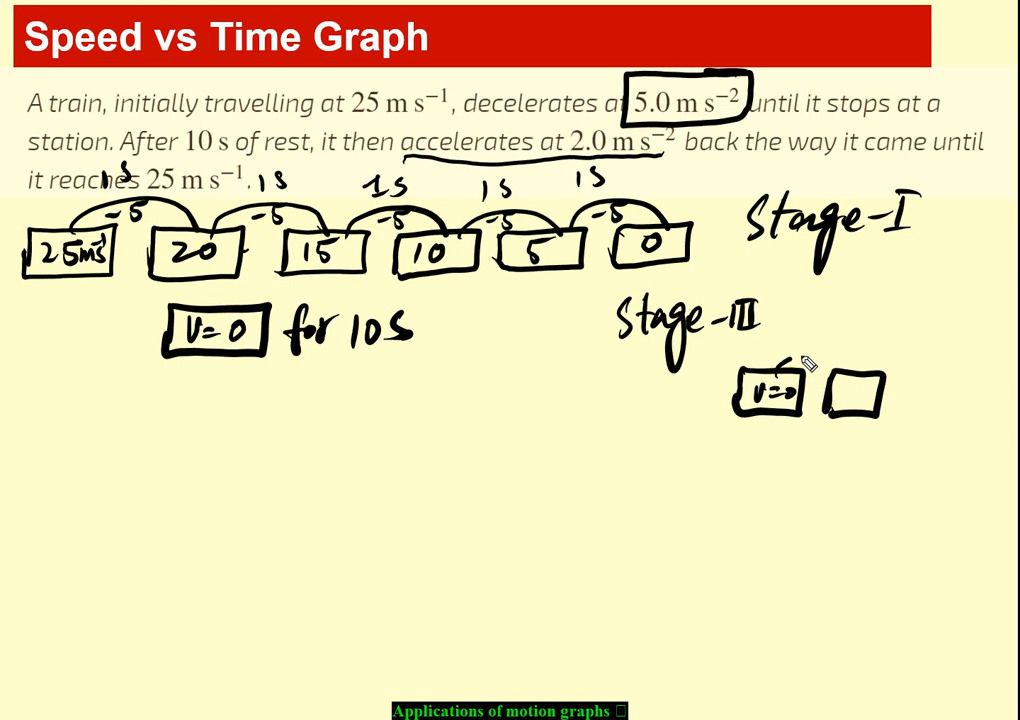 Speed vs Time Graph
A train, initially travelling at 25 m s⁻¹, decelerates at 5.0 m s⁻² until it stops at a
station. After 10 s of rest, it then accelerates at 2.0 m s⁻² back the way it came until
it reaches 25 m s⁻¹.
1S 1S 1S 1S 1S
-5 -5 -5 -5 -5
25ms⁻¹ 20 15 10 5 0 Stage-I
V=0 for 10S Stage-III
V=0
Applications of motion graphs